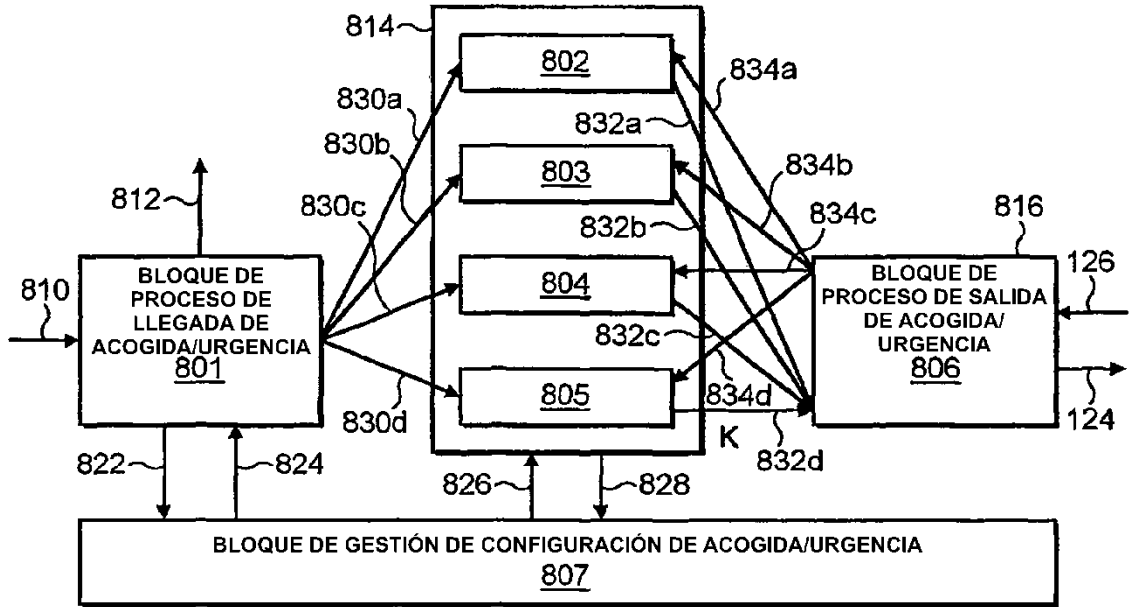 814
802
834a
830a
832a
830b
803
834b
812
830c
832b
834c
816
BLOQUE DE
PROCESO DE
LLEGADA DE
ACOGIDA/URGENCIA
801
810
804
BLOQUE DE
PROCESO DE SALIDA
DE ACOGIDA/
URGENCIA
806
126
832c
830d
805
834d
124
K
832d
822
824
826
828
BLOQUE DE GESTIÓN DE CONFIGURACIÓN DE ACOGIDA/URGENCIA
807